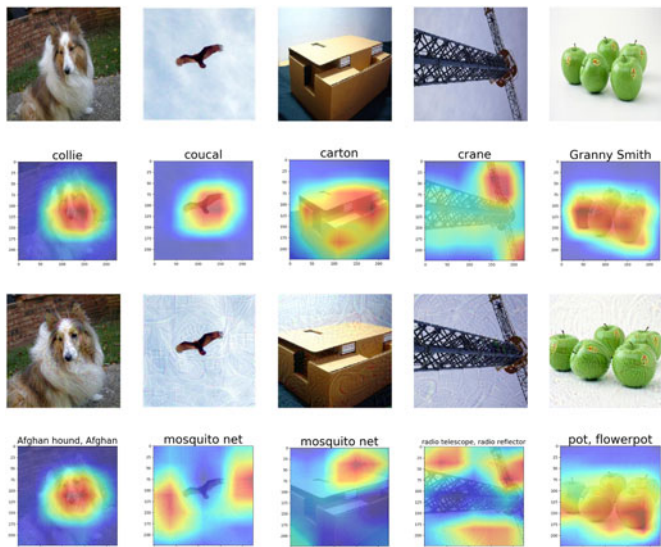 collie
coucal
carton
crane
Granny Smith
Afghan hound, Afghan
mosquito net
mosquito net
radio telescope, radio reflector
pot, flowerpot